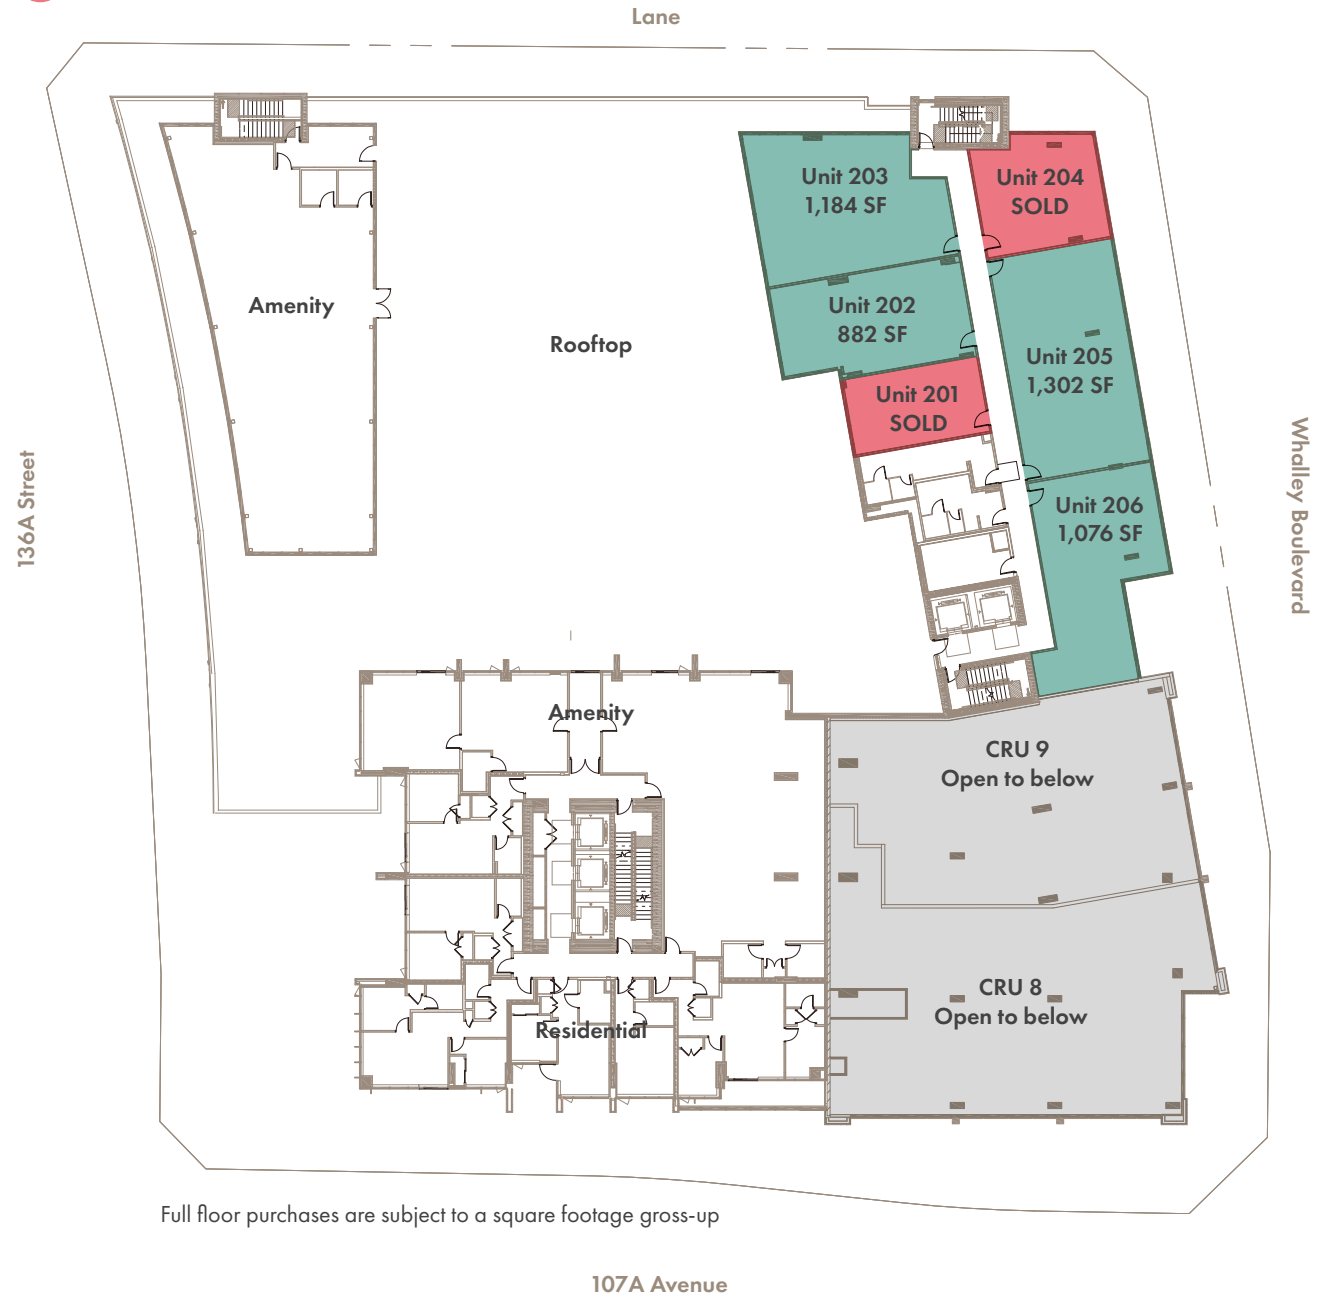 Lane
Unit 203
1,184 SF
Unit 204
SOLD
Amenity
Rooftop
Unit 202
882 SF
Unit 205
1,302 SF
Unit 201
SOLD
136A Street
Whalley Boulevard
Unit 206
1,076 SF
Amenity
CRU 9
Open to below
CRU 8
Open to below
Residential
Full floor purchases are subject to a square footage gross-up
107A Avenue